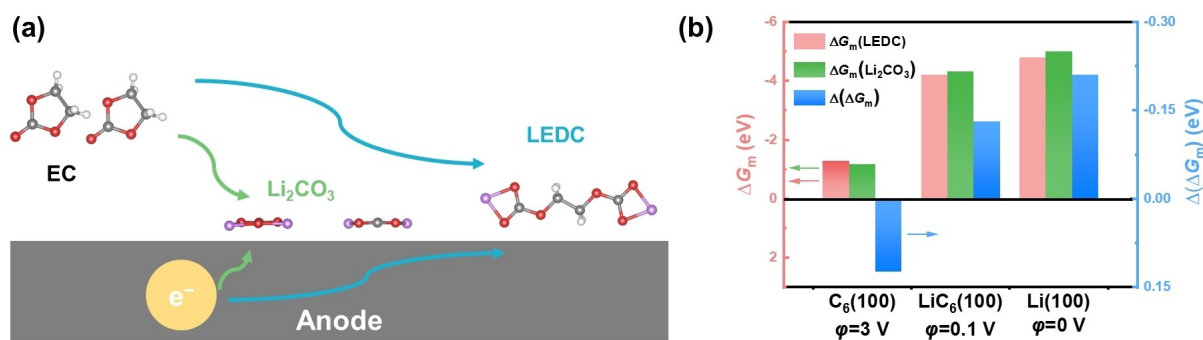 (a)
EC
Li₂CO₃
LEDC
e⁻
Anode
(b)
ΔGₘ (eV)
-6
-4
-2
0
2
ΔGₘ(LEDC)
ΔGₘ(Li₂CO₃)
Δ(ΔGₘ)
-0.30
-0.15
0.00
0.15
Δ(ΔGₘ) (eV)
C₆(100) LiC₆(100) Li(100)
φ=3 V φ=0.1 V φ=0 V